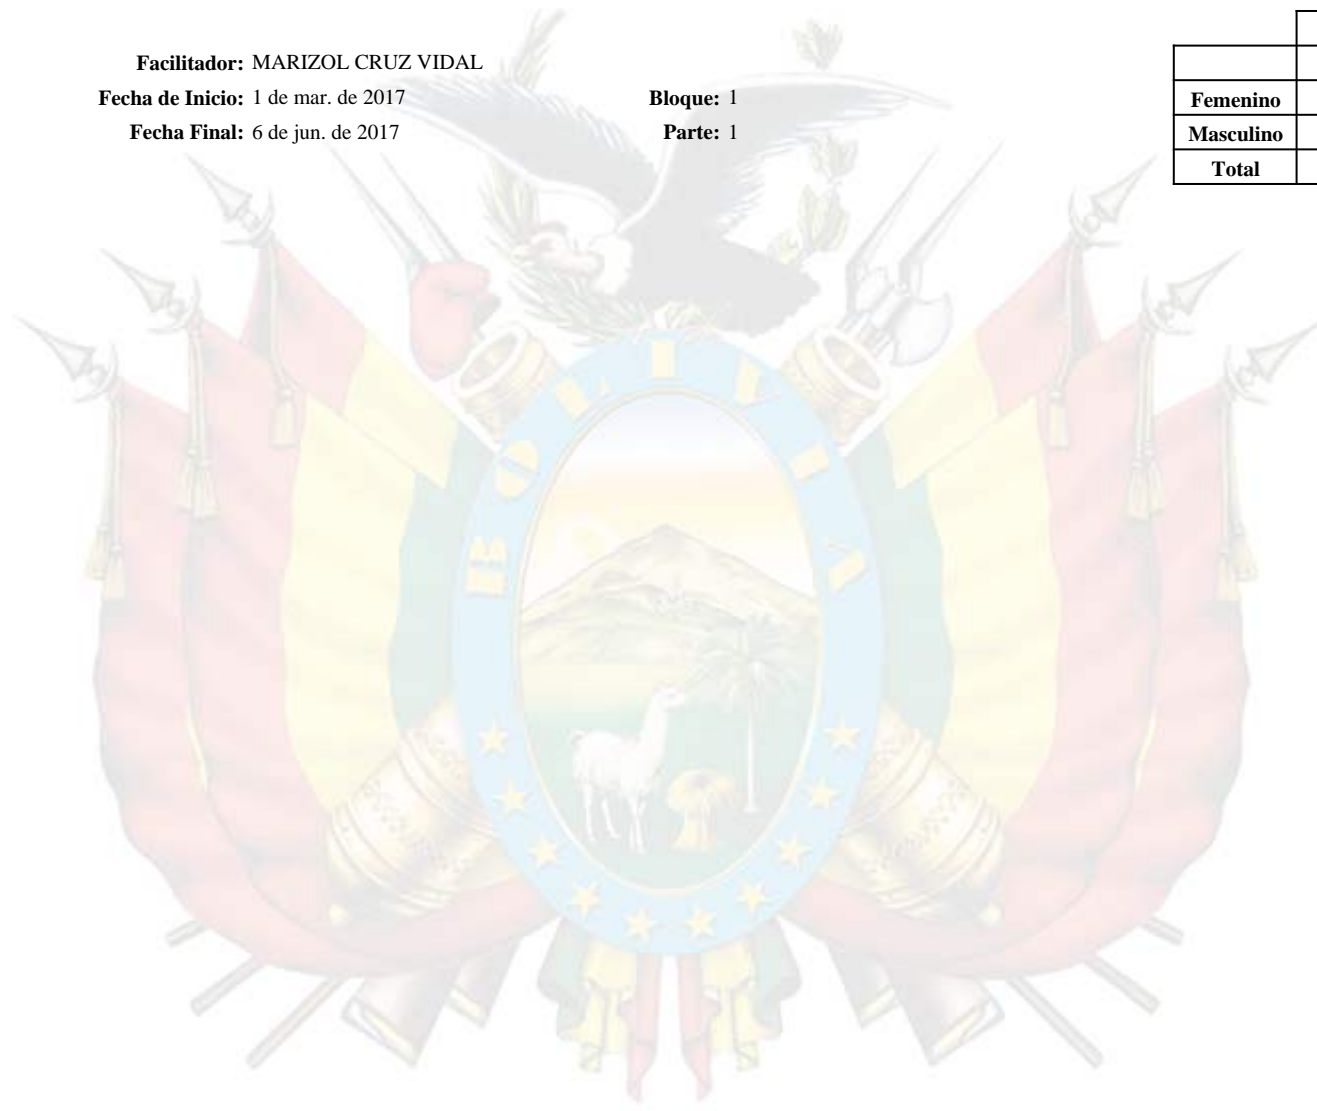 Facilitador: MARIZOL CRUZ VIDAL
Fecha de Inicio: 1 de mar. de 2017
Bloque: 1
Fecha Final: 6 de jun. de 2017
Parte: 1
Femenino
Masculino
Total
BOLIVIA